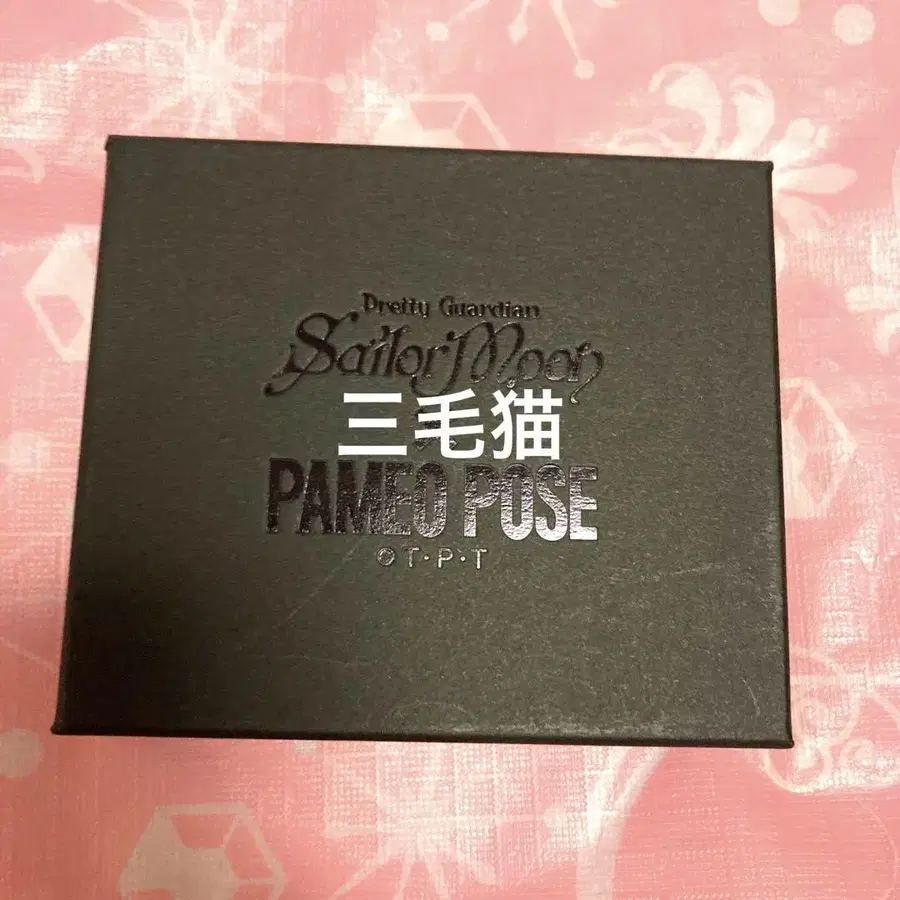 Pretty Guardian
Sailor Moon
三毛猫
PAMEO POSE
©T·P·T